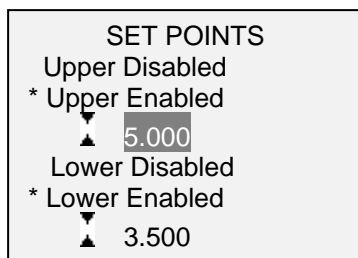 SET POINTS
Upper Disabled
* Upper Enabled
5.000
Lower Disabled
* Lower Enabled
3.500